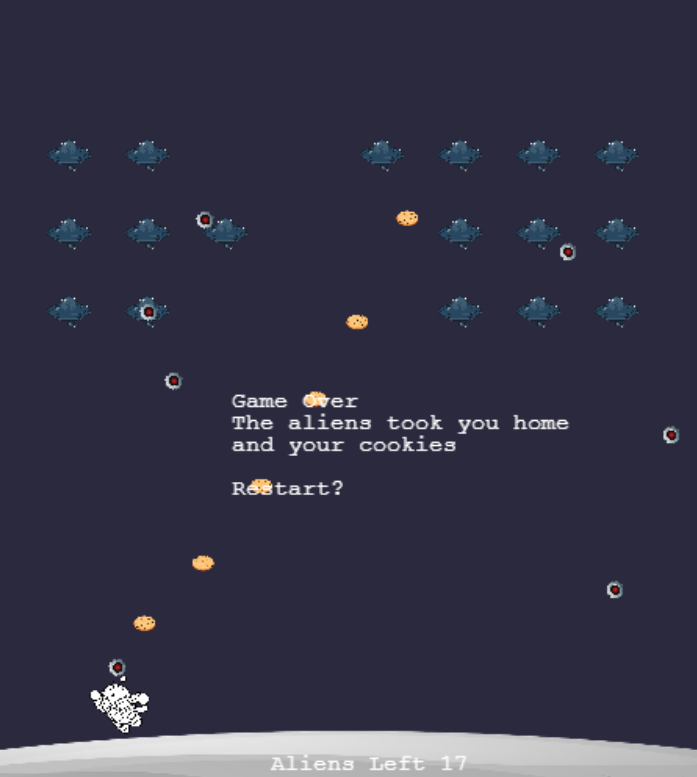 Game Over
The aliens took you home
and your cookies
Restart?
Aliens Left 17